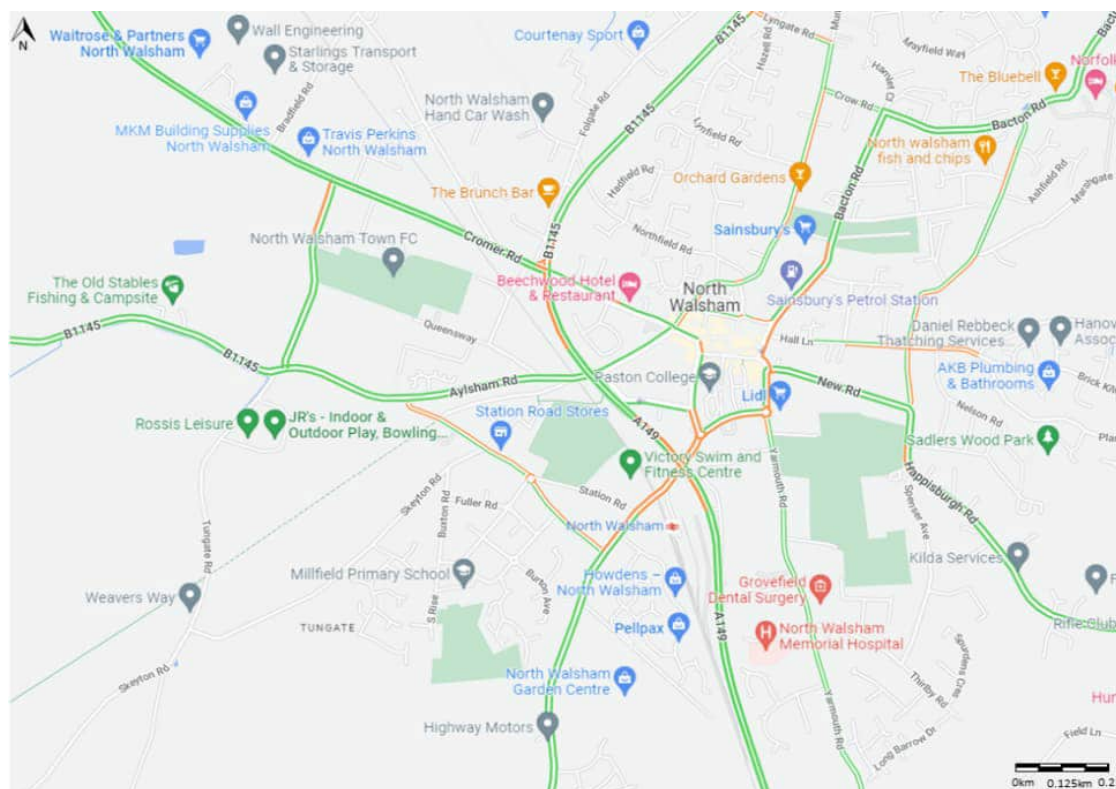 N
Waitrose & Partners
North Walsham
Wall Engineering
Starlings Transport
& Storage
Courtenay Sport
B1145
Lyngate Rd
Hazell Rd
Mayfield Way
Hamlet Ct
The Bluebell
Norfolk
Bacton Rd
Crow Rd
MKM Building Supplies
North Walsham
Bradfield Rd
Travis Perkins
North Walsham
North Walsham
Hand Car Wash
Folgate Rd
B1145
Lynfield Rd
Hadfield Rd
Orchard Gardens
North walsham
fish and chips
Ashfield Rd
The Brunch Bar
Northfield Rd
Sainsbury's
Bacton Rd
Cromer Rd
B1145
North Walsham Town FC
The Old Stables
Fishing & Campsite
Beechwood Hotel
& Restaurant
North
Walsham
Sainsbury's Petrol Station
B1145
B1145
Queensway
Hall Ln
Daniel Rebbeck
Thatching Services...
Aylsham Rd
Paston College
Lidl
New Rd
AKB Plumbing
& Bathrooms
Nelson Rd
Rossis Leisure
JR's - Indoor &
Outdoor Play, Bowling...
Station Road Stores
A149
Victory Swim and
Fitness Centre
Yarmouth Rd
Sadlers Wood Park
Happisburgh Rd
Skeyton Rd
Fuller Rd
Buxton Rd
Station Rd
Spenser Ave
North Walsham
Tungate Rd
Kilda Services
Millfield Primary School
Howdens –
North Walsham
Grovefield
Dental Surgery
Weavers Way
TUNGATE
S Rise
Burton Ave
Pellpax
A149
North Walsham
Memorial Hospital
Rifle Club
Skeyton Rd
North Walsham
Garden Centre
Thirlby Rd
Spurdens Cres
Highway Motors
Yarmouth Rd
Long Barrow Dr
Field Ln
0km 0.125km 0.2